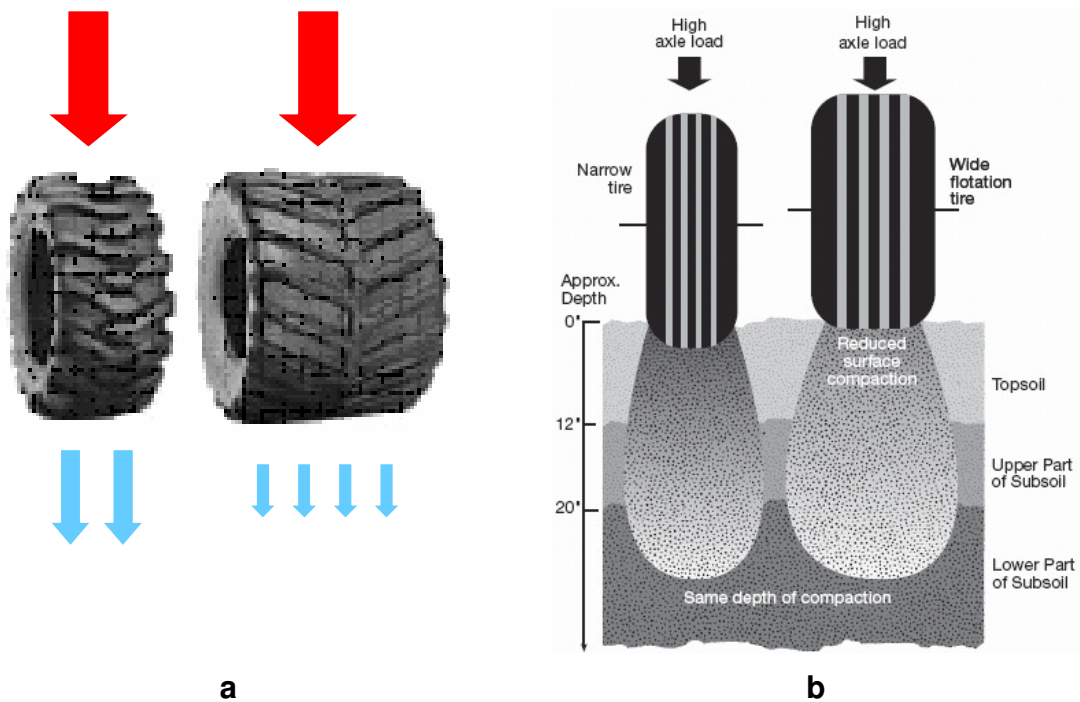 High
axle load
High
axle load
Narrow
tire
Wide
flotation
tire
Approx.
Depth
0"
Reduced
surface
compaction
Topsoil
12"
Upper Part
of Subsoil
20"
Lower Part
of Subsoil
Same depth of compaction
a
b